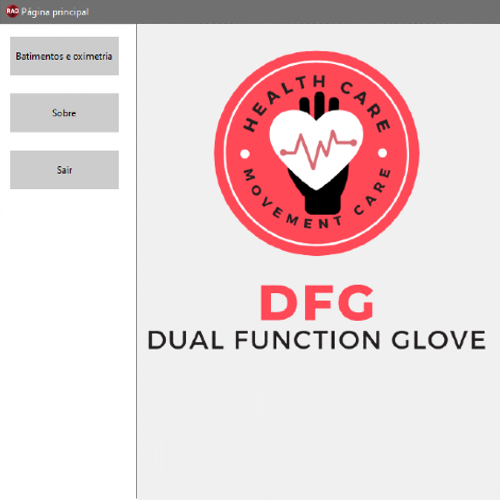 RAD Página principal
Batimentos e oximetria
Sobre
Sair
HEALTH CARE
MOVEMENT CARE
DFG
DUAL FUNCTION GLOVE